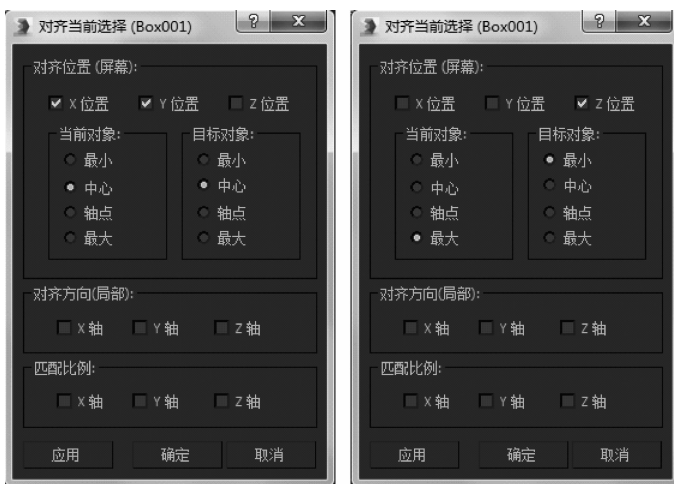 对齐当前选择 (Box001)
对齐位置 (屏幕):
X 位置 Y 位置 Z 位置
当前对象: 目标对象:
最小 最小
中心 中心
轴点 轴点
最大 最大
对齐方向(局部):
X 轴 Y 轴 Z 轴
匹配比例:
X 轴 Y 轴 Z 轴
应用 确定 取消
对齐当前选择 (Box001)
对齐位置 (屏幕):
X 位置 Y 位置 Z 位置
当前对象: 目标对象:
最小 最小
中心 中心
轴点 轴点
最大 最大
对齐方向(局部):
X 轴 Y 轴 Z 轴
匹配比例:
X 轴 Y 轴 Z 轴
应用 确定 取消